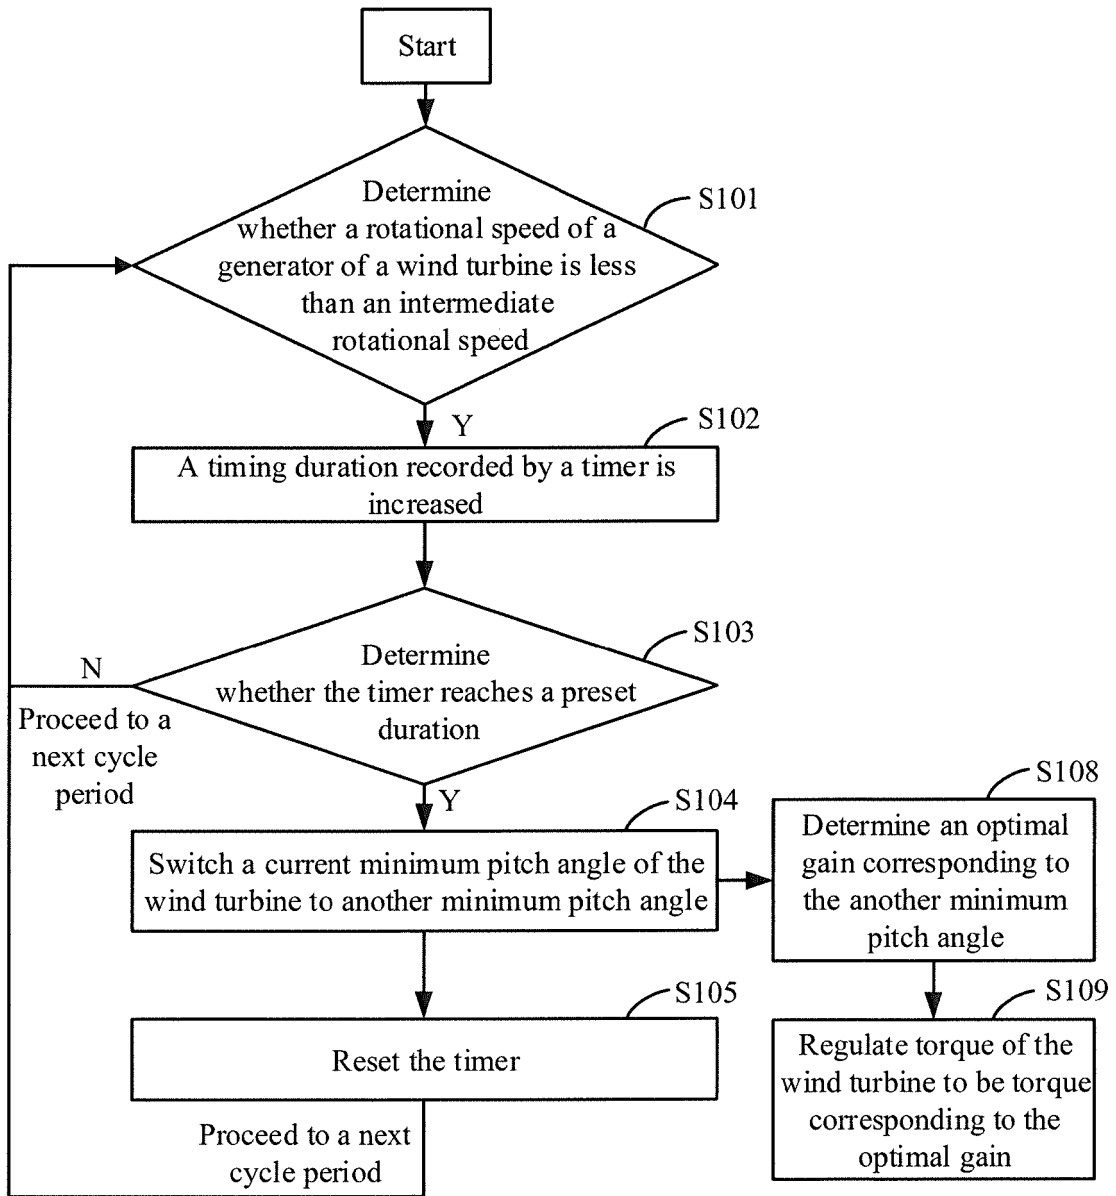 Start
Determine
whether a rotational speed of a
generator of a wind turbine is less
than an intermediate
rotational speed
S101
Y
S102
A timing duration recorded by a timer is
increased
S103
Determine
whether the timer reaches a preset
duration
N
Proceed to a
next cycle
period
Y
S104
Switch a current minimum pitch angle of the
wind turbine to another minimum pitch angle
S108
Determine an optimal
gain corresponding to
the another minimum
pitch angle
S105
Reset the timer
S109
Regulate torque of the
wind turbine to be torque
corresponding to the
optimal gain
Proceed to a next
cycle period